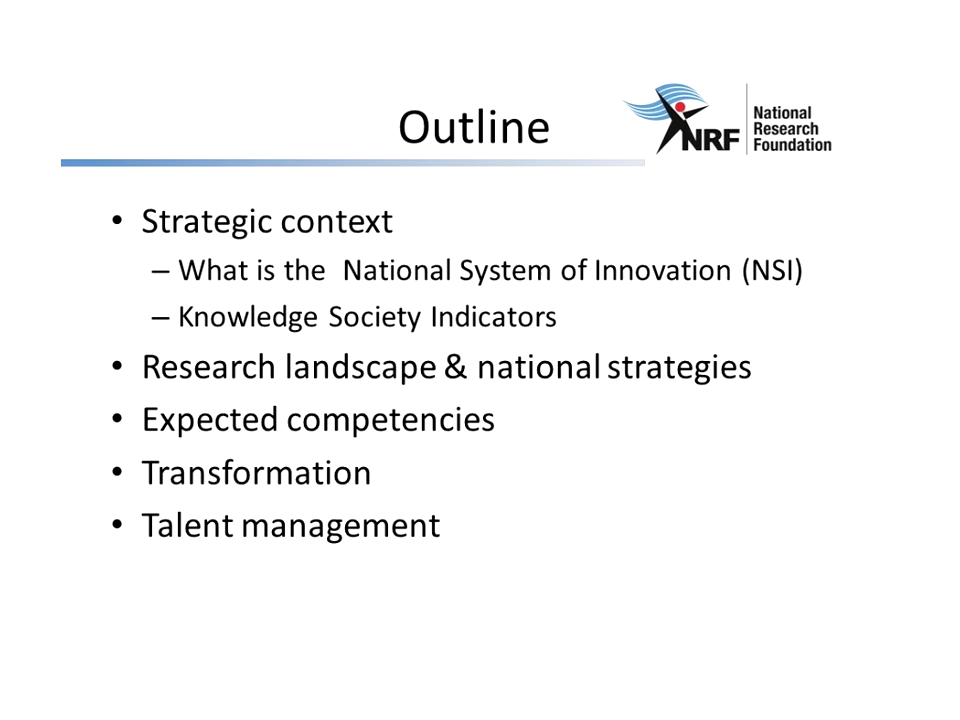 Outline
NRF
National
Research
Foundation
• Strategic context
– What is the  National System of Innovation (NSI)
– Knowledge Society Indicators
• Research landscape & national strategies
• Expected competencies
• Transformation
• Talent management